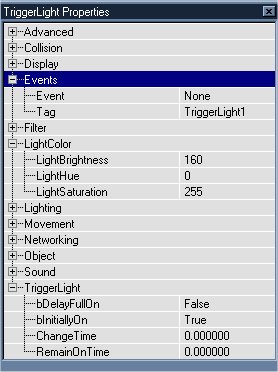 TriggerLight Properties
Advanced
Collision
Display
Events
Event None
Tag TriggerLight1
Filter
LightColor
LightBrightness 160
LightHue 0
LightSaturation 255
Lighting
Movement
Networking
Object
Sound
TriggerLight
bDelayFullOn False
bInitiallyOn True
ChangeTime 0.000000
RemainOnTime 0.000000